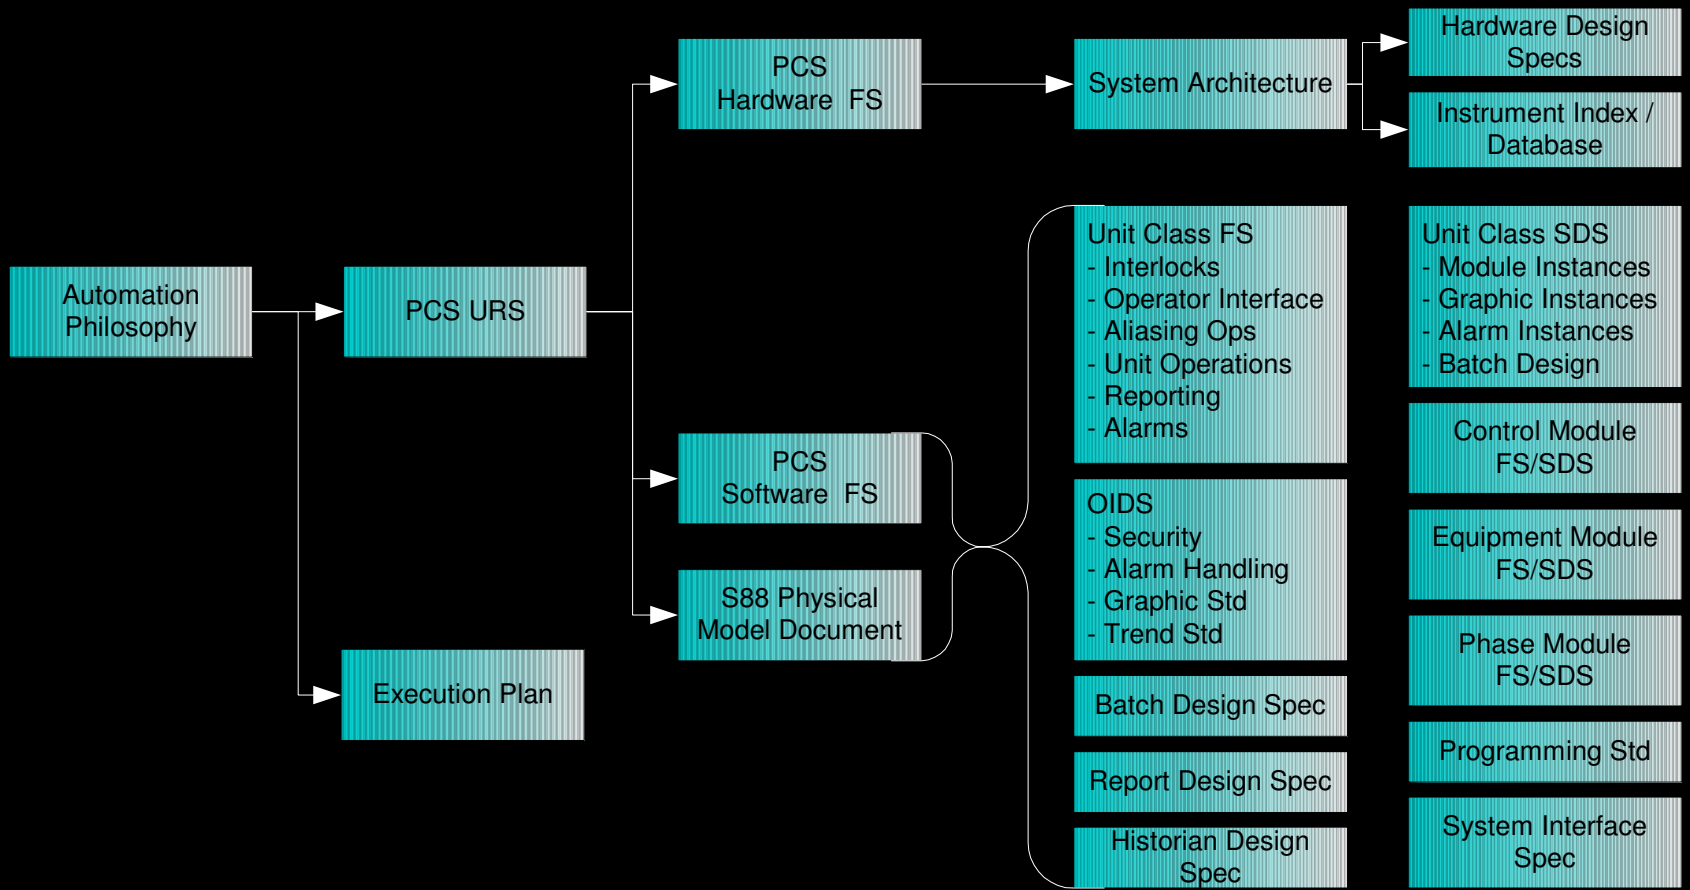 Automation
Philosophy
PCS URS
Execution Plan
PCS
Hardware FS
PCS
Software FS
S88 Physical
Model Document
System Architecture
Hardware Design
Specs
Instrument Index /
Database
Unit Class FS
- Interlocks
- Operator Interface
- Aliasing Ops
- Unit Operations
- Reporting
- Alarms
OIDS
- Security
- Alarm Handling
- Graphic Std
- Trend Std
Batch Design Spec
Report Design Spec
Historian Design
Spec
Unit Class SDS
- Module Instances
- Graphic Instances
- Alarm Instances
- Batch Design
Control Module
FS/SDS
Equipment Module
FS/SDS
Phase Module
FS/SDS
Programming Std
System Interface
Spec